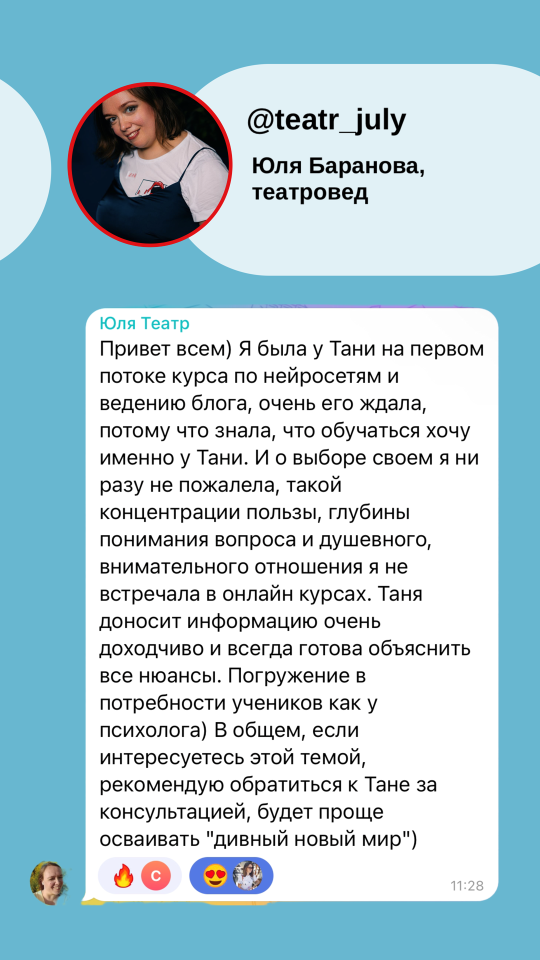 @teatr_july
Юля Баранова,
театровед
Юля Театр
Привет всем) Я была у Тани на первом
потоке курса по нейросетям и
ведению блога, очень его ждала,
потому что знала, что обучаться хочу
именно у Тани. И о выборе своем я ни
разу не пожалела, такой
концентрации пользы, глубины
понимания вопроса и душевного,
внимательного отношения я не
встречала в онлайн курсах. Таня
доносит информацию очень
доходчиво и всегда готова объяснить
все нюансы. Погружение в
потребности учеников как у
психолога) В общем, если
интересуетесь этой темой,
рекомендую обратиться к Тане за
консультацией, будет проще
осваивать "дивный новый мир")
С
11:28